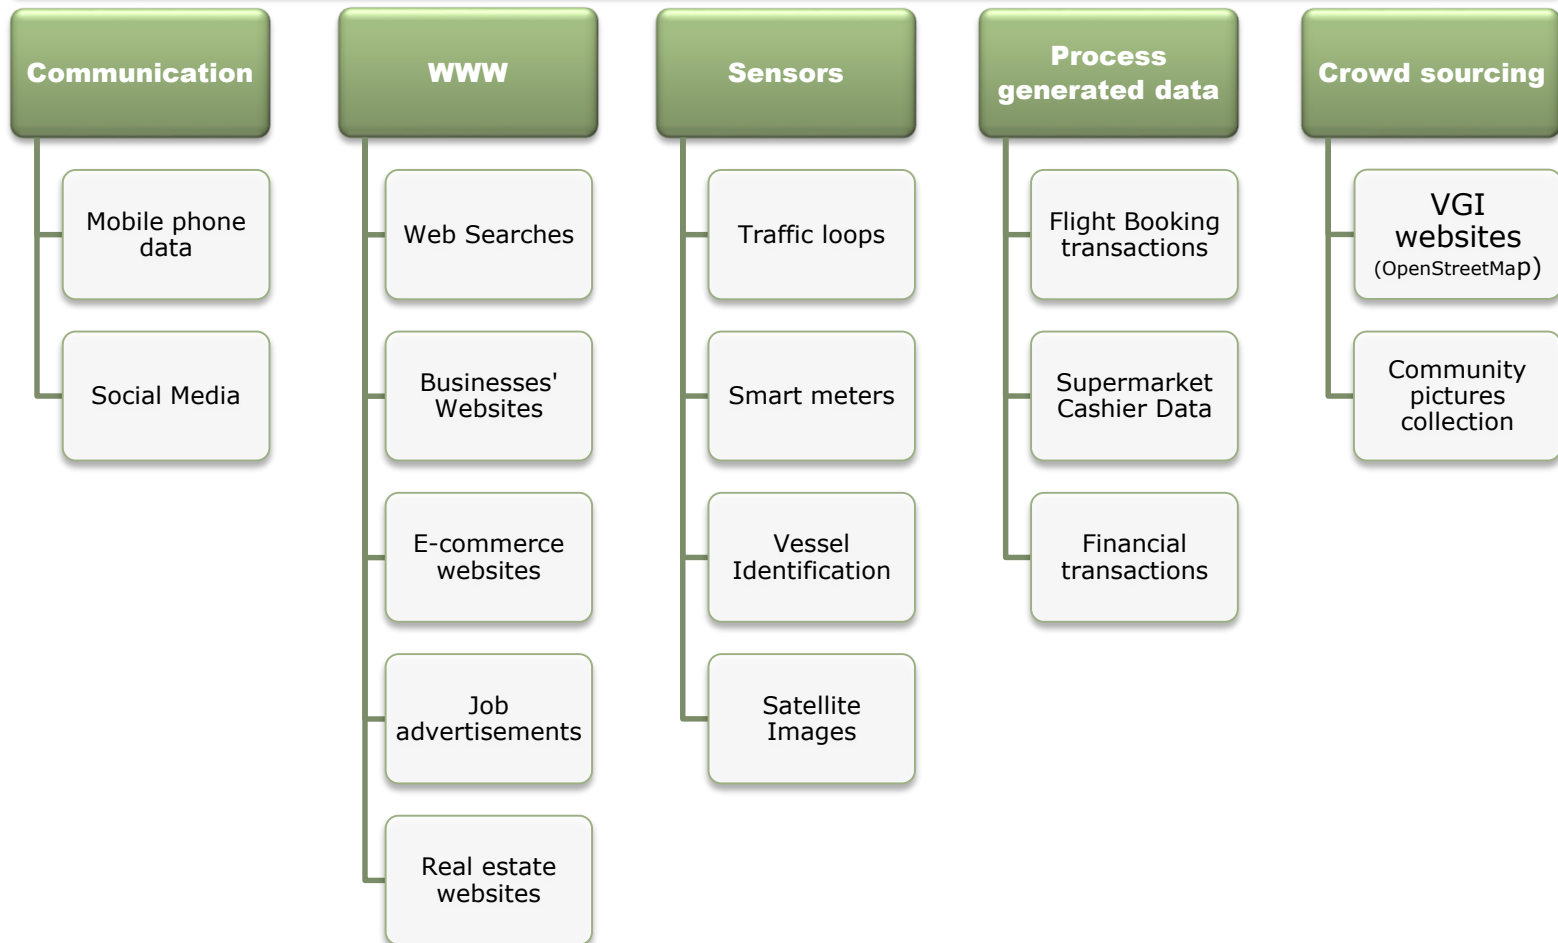 Communication
Mobile phone
data
Social Media
WWW
Web Searches
Businesses'
Websites
E-commerce
websites
Job
advertisements
Real estate
websites
Sensors
Traffic loops
Smart meters
Vessel
Identification
Satellite
Images
Process
generated data
Flight Booking
transactions
Supermarket
Cashier Data
Financial
transactions
Crowd sourcing
VGI
websites
(OpenStreetMap)
Community
pictures
collection